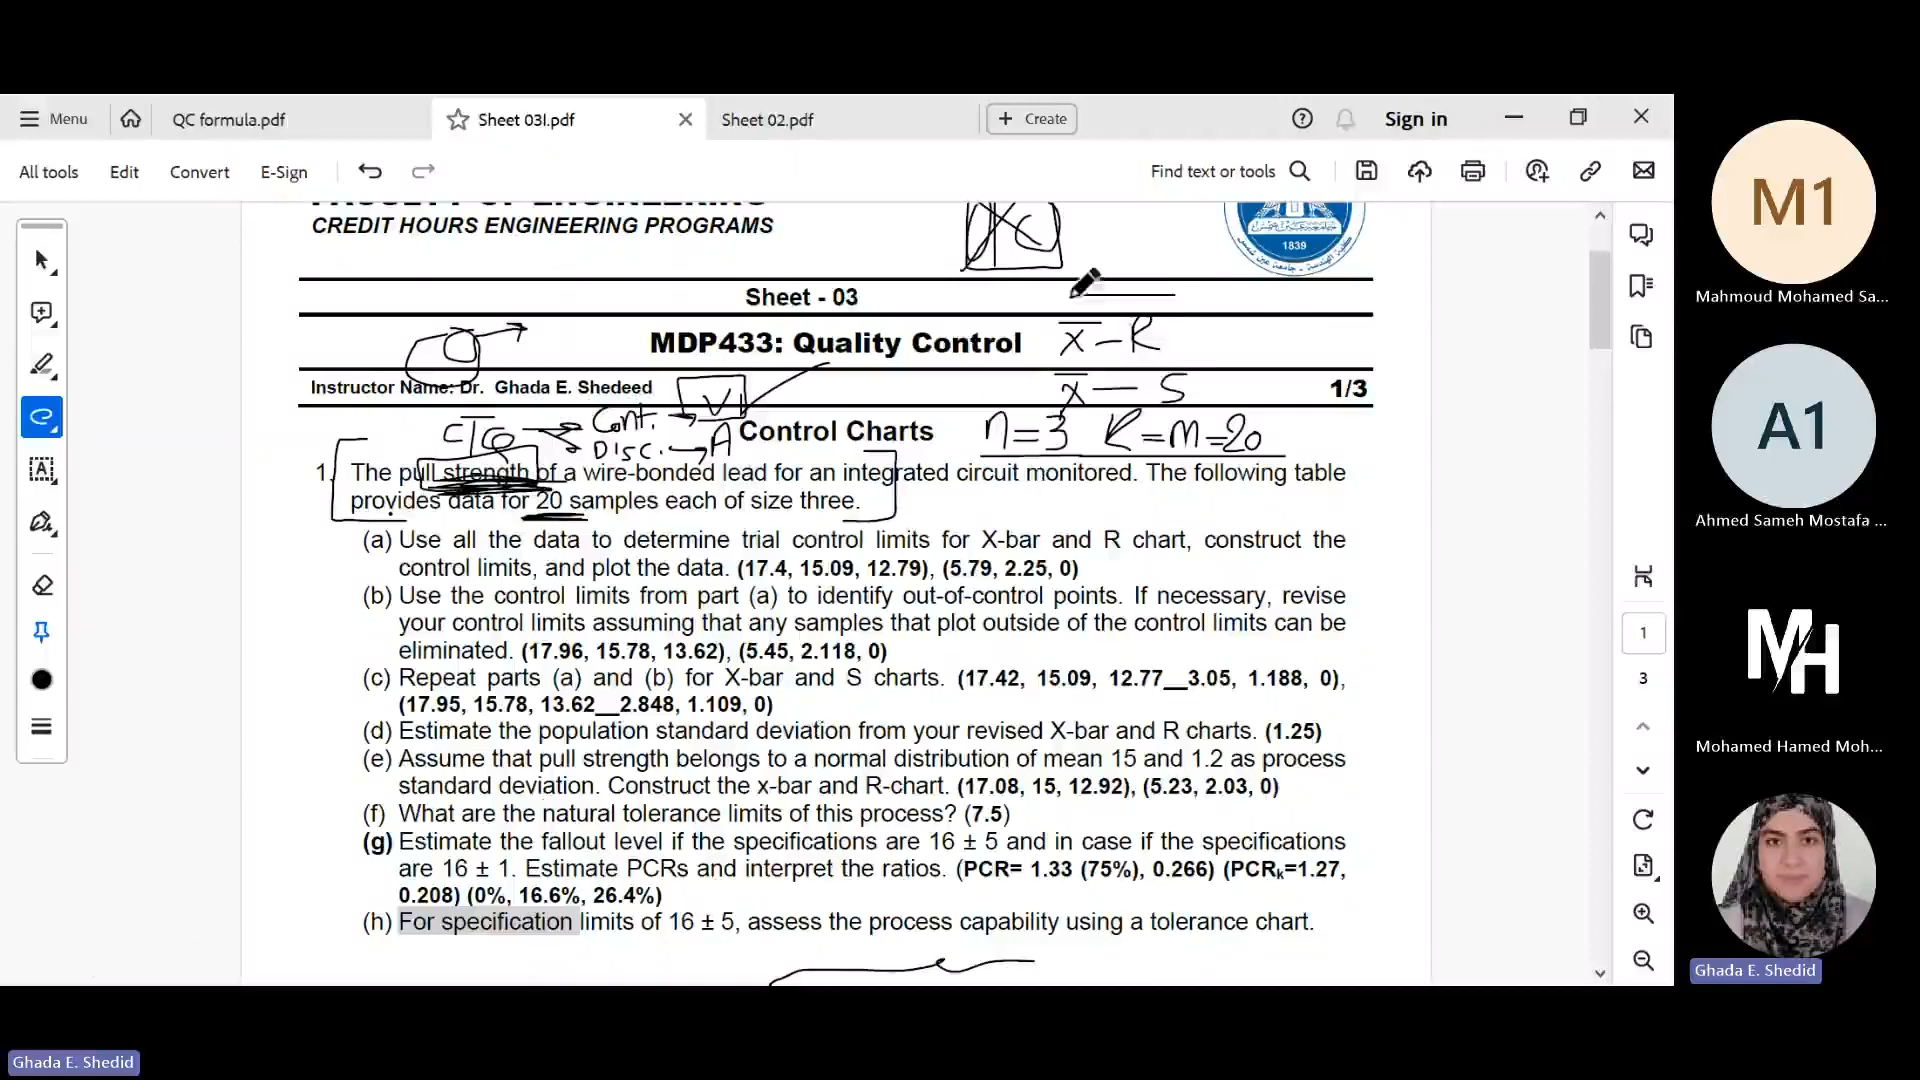 Menu
QC formula.pdf
Sheet 03I.pdf
Sheet 02.pdf
+ Create
Sign in
All tools
Edit
Convert
E-Sign
Find text or tools
CREDIT HOURS ENGINEERING PROGRAMS
1839
Sheet - 03
MDP433: Quality Control
X̅ - R
Instructor Name: Dr. Ghada E. Shedeed
1/3
X̅ - S
CTQ
Cont. → V
Disc. → A
Control Charts
n=3 K=m=20
1. The pull strength of a wire-bonded lead for an integrated circuit monitored. The following table
provides data for 20 samples each of size three.
(a) Use all the data to determine trial control limits for X-bar and R chart, construct the
control limits, and plot the data. (17.4, 15.09, 12.79), (5.79, 2.25, 0)
(b) Use the control limits from part (a) to identify out-of-control points. If necessary, revise
your control limits assuming that any samples that plot outside of the control limits can be
eliminated. (17.96, 15.78, 13.62), (5.45, 2.118, 0)
(c) Repeat parts (a) and (b) for X-bar and S charts. (17.42, 15.09, 12.77__3.05, 1.188, 0),
(17.95, 15.78, 13.62__2.848, 1.109, 0)
(d) Estimate the population standard deviation from your revised X-bar and R charts. (1.25)
(e) Assume that pull strength belongs to a normal distribution of mean 15 and 1.2 as process
standard deviation. Construct the x-bar and R-chart. (17.08, 15, 12.92), (5.23, 2.03, 0)
(f) What are the natural tolerance limits of this process? (7.5)
(g) Estimate the fallout level if the specifications are 16 ± 5 and in case if the specifications
are 16 ± 1. Estimate PCRs and interpret the ratios. (PCR= 1.33 (75%), 0.266) (PCRk=1.27,
0.208) (0%, 16.6%, 26.4%)
(h) For specification limits of 16 ± 5, assess the process capability using a tolerance chart.
1
3
M1
Mahmoud Mohamed Sa...
A1
Ahmed Sameh Mostafa ...
MH
Mohamed Hamed Moh...
Ghada E. Shedid
Ghada E. Shedid